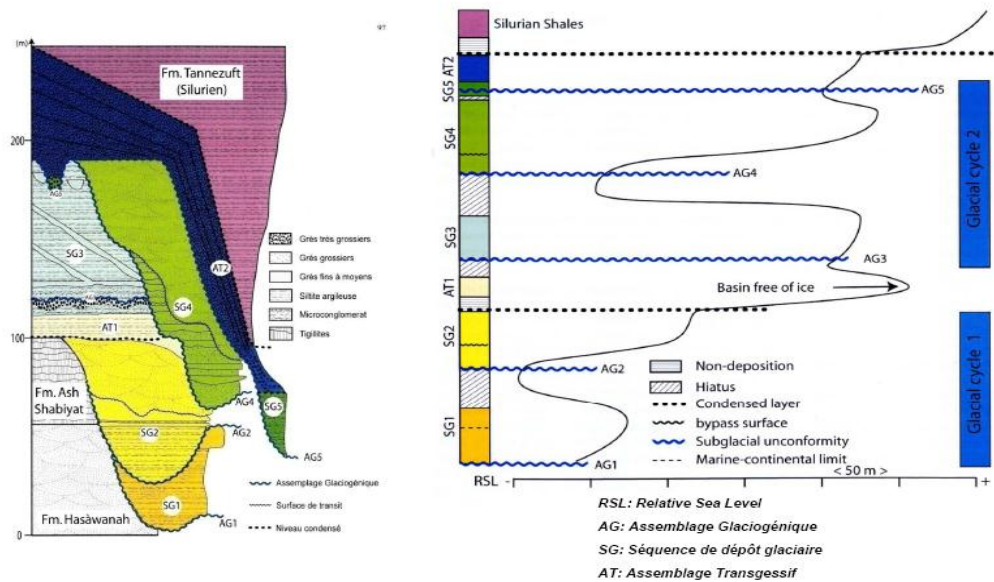 (m)
Fm. Tannezuft
(Silurien)
200
AG5
SG3
SG4
AT2
AT1
100
Fm. Ash
Shabiyat
SG2
SG1
Fm. Hasàwanah
0
AG4
AG2
SG5
AG5
AG1
Grès très grossiers
Grès grossiers
Grès fins à moyens
Siltite argileuse
Microconglomerat
Tigilites
Assemblage Glaciogénique
Surface de transit
Niveau condensé
Silurian Shales
AT2
SG5
SG4
SG3
AT1
SG2
SG1
AG5
AG4
AG3
Basin free of ice
AG2
AG1
Glacial cycle 2
Glacial cycle 1
Non-deposition
Hiatus
Condensed layer
bypass surface
Subglacial unconformity
Marine-continental limit
< 50 m >
RSL - +
RSL: Relative Sea Level
AG: Assemblage Glaciogénique
SG: Séquence de dépôt glaciaire
AT: Assemblage Transgessif